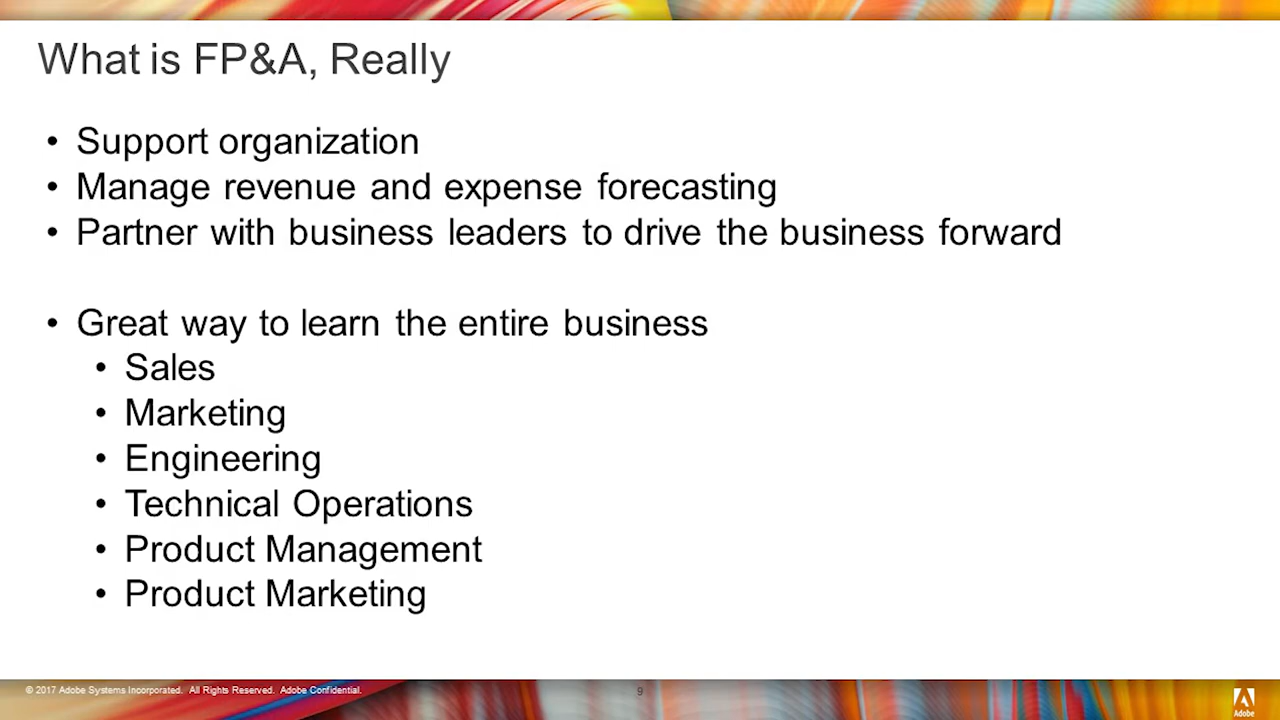 What is FP&A, Really
• Support organization
• Manage revenue and expense forecasting
• Partner with business leaders to drive the business forward
• Great way to learn the entire business
• Sales
• Marketing
• Engineering
• Technical Operations
• Product Management
• Product Marketing
© 2017 Adobe Systems Incorporated. All Rights Reserved. Adobe Confidential.
9
Adobe